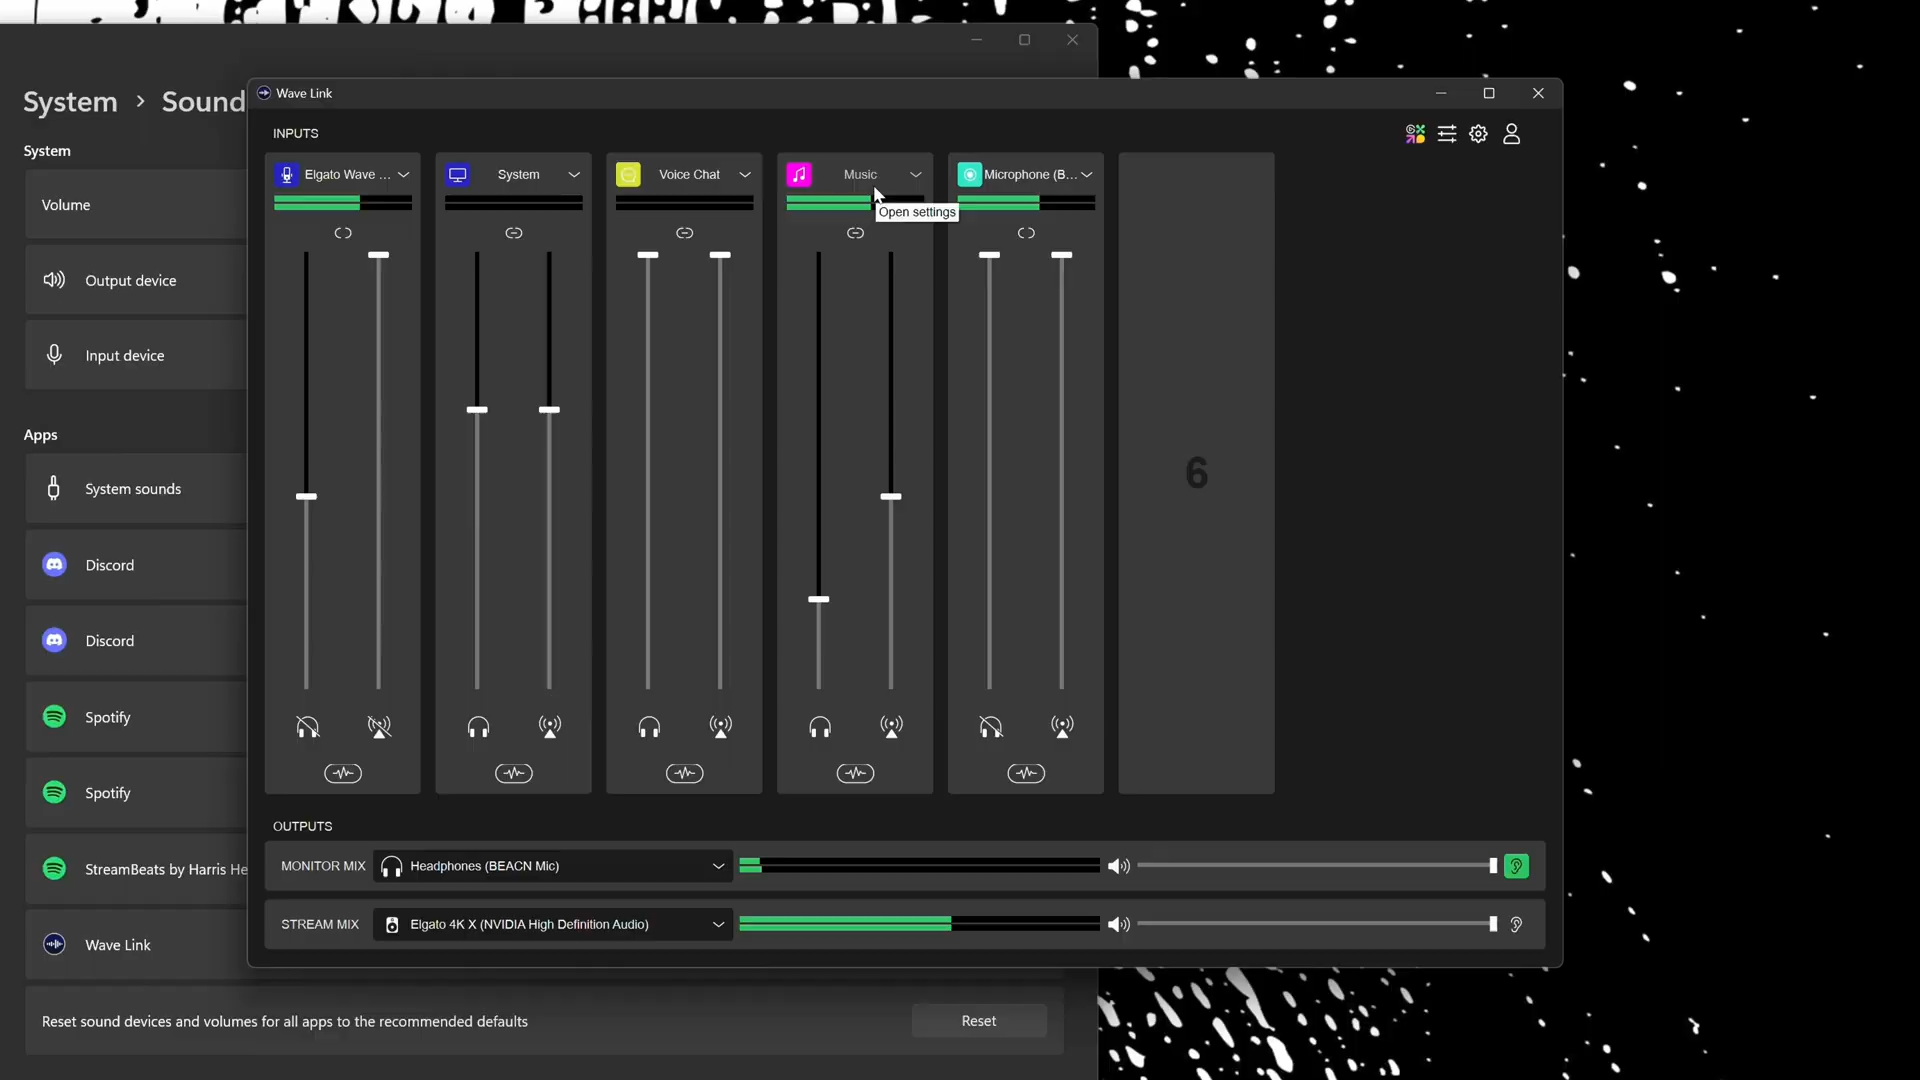 System > Sound
System
Volume
Output device
Input device
Apps
System sounds
Discord
Discord
Spotify
Spotify
StreamBeats by Harris He
Wave Link
Reset sound devices and volumes for all apps to the recommended defaults
Reset
Wave Link
INPUTS
Elgato Wave ...
System
Voice Chat
Music
Microphone (B...
Open settings
6
OUTPUTS
MONITOR MIX
Headphones (BEACN Mic)
STREAM MIX
Elgato 4K X (NVIDIA High Definition Audio)